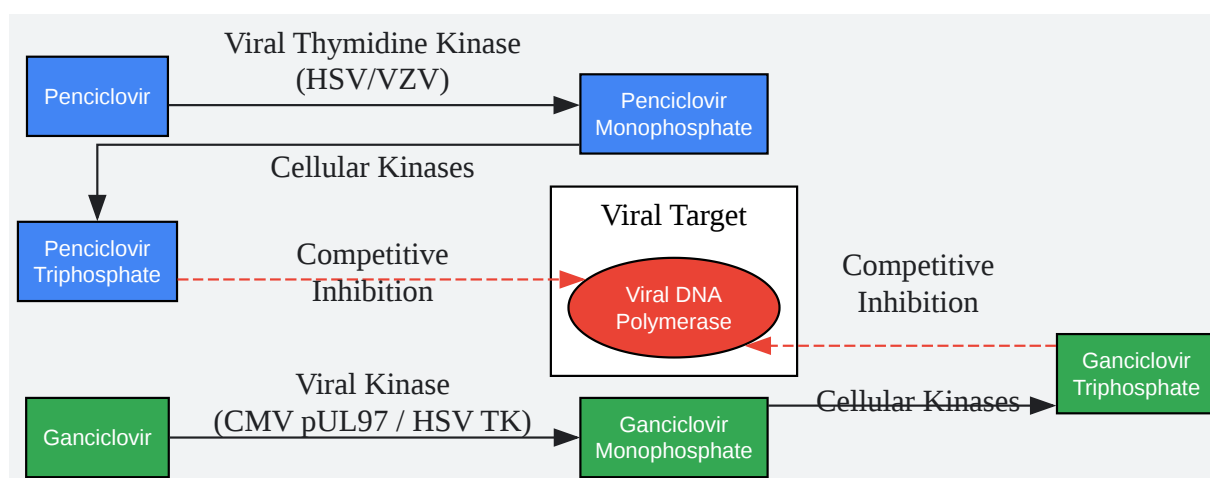 Viral Thymidine Kinase
(HSV/VZV)
Penciclovir
Penciclovir
Monophosphate
Cellular Kinases
Viral Target
Penciclovir
Triphosphate
Competitive
Inhibition
Viral DNA
Polymerase
Competitive
Inhibition
Ganciclovir
Triphosphate
Viral Kinase
(CMV pUL97 / HSV TK)
Cellular Kinases
Ganciclovir
Ganciclovir
Monophosphate